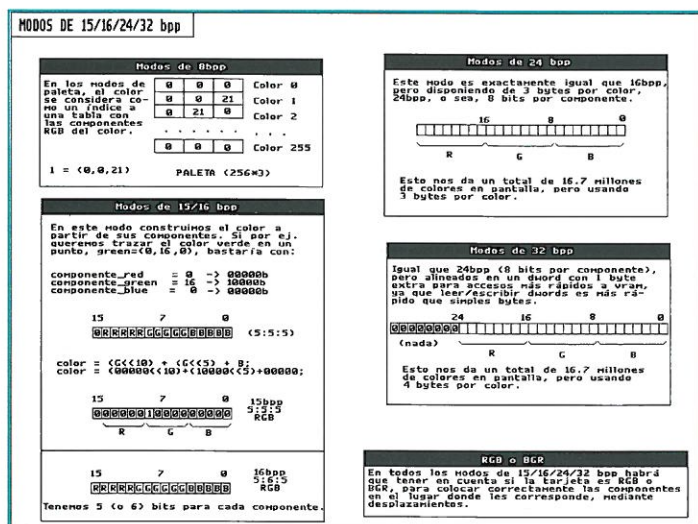 MODOS DE 15/16/24/32 bpp
Modos de 8bpp
En los modos de
paleta, el color
se considera co-
mo un índice a
una tabla con
las componentes
RGB del color.
0 0 0 Color 0
0 0 21 Color 1
0 21 0 Color 2
. . . . . . . . .
0 0 0 Color 255
1 = (0,0,21) PALETA (256*3)
Modos de 15/16 bpp
En este modo construimos el color a
partir de sus componentes. Si por ej.
queremos trazar el color verde en un
punto, green=(0,16,0), bastaría con:
componente_red = 0 -> 00000b
componente_green = 16 -> 10000b
componente_blue = 0 -> 00000b
15 7 0
0RRRRRGGGGGBBBBB (5:5:5)
color = (G<<10) + (G<<5) + B;
color = (00000<<10)+(10000<<5)+00000;
15 7 0
0000001000000000
15bpp
5:5:5
RGB
R G B
15 7 0
RRRRRGGGGGGBBBBB
16bpp
5:6:5
RGB
Tenemos 5 (o 6) bits para cada componente.
Modos de 24 bpp
Este modo es exactamente igual que 16bpp,
pero disponiendo de 3 bytes por color,
24bpp, o sea, 8 bits por componente.
16 8 0
R G B
Esto nos da un total de 16.7 millones
de colores en pantalla, pero usando
3 bytes por color.
Modos de 32 bpp
Igual que 24bpp (8 bits por componente),
pero alineados en un dword con 1 byte
extra para accesos más rápidos a vram,
ya que leer/escribir dwords es más rá-
pido que simples bytes.
24 16 8 0
00000000
(nada) R G B
Esto nos da un total de 16.7 millones
de colores en pantalla, pero usando
4 bytes por color.
RGB o BGR
En todos los modos de 15/16/24/32 bpp habrá
que tener en cuenta si la tarjeta es RGB o
BGR, para colocar correctamente las componentes
en el lugar donde les corresponde, mediante
desplazamientos.